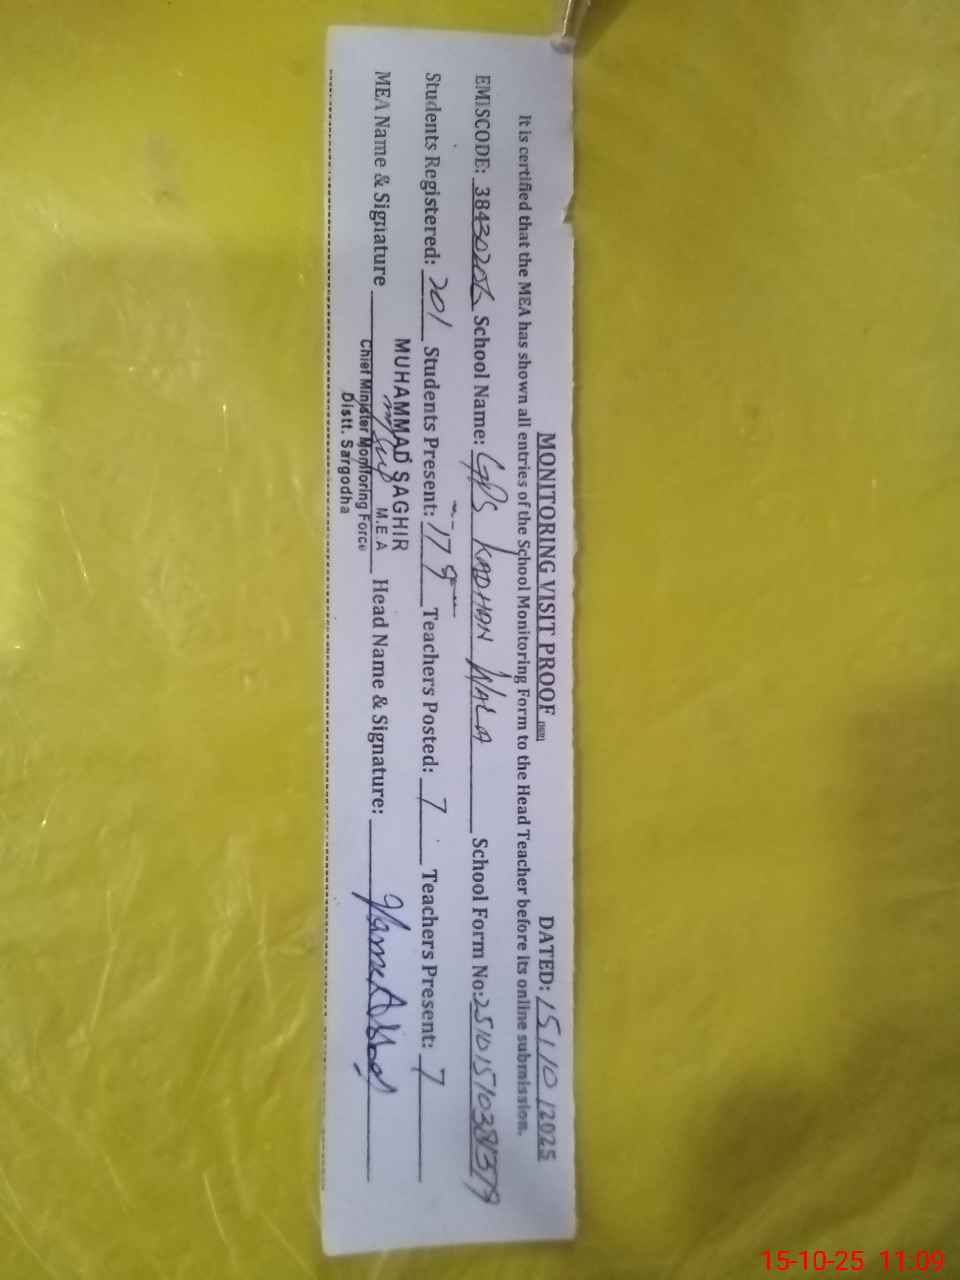 MONITORING VISIT PROOF DATED: 15/10/2025
It is certified that the MEA has shown all entries of the School Monitoring Form to the Head Teacher before its online submission.
EMISCODE: School Name: GPS KADHAN WALA School Form No:
Students Registered: 201 Students Present: 179 Teachers Posted: 7 Teachers Present: 7
MUHAMMAD SAGHIR
MEA Name & Signature M.E A Head Name & Signature:
Chief Minister Monitoring Force
Distt. Sargodha
15-10-25 11:09